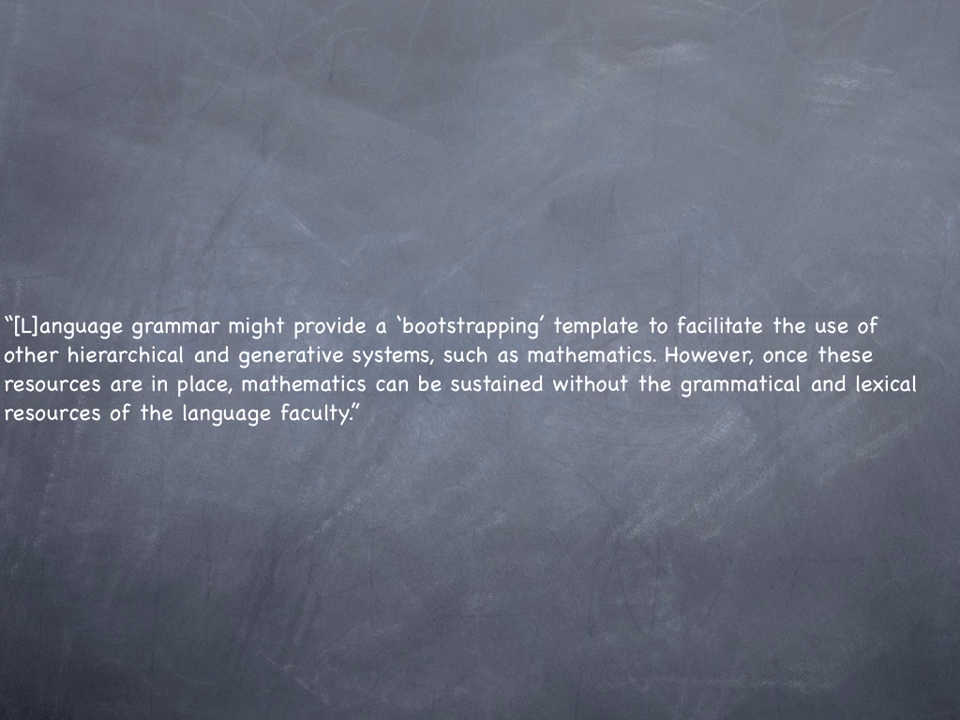 “[L]anguage grammar might provide a ‘bootstrapping’ template to facilitate the use of
other hierarchical and generative systems, such as mathematics. However, once these
resources are in place, mathematics can be sustained without the grammatical and lexical
resources of the language faculty.”